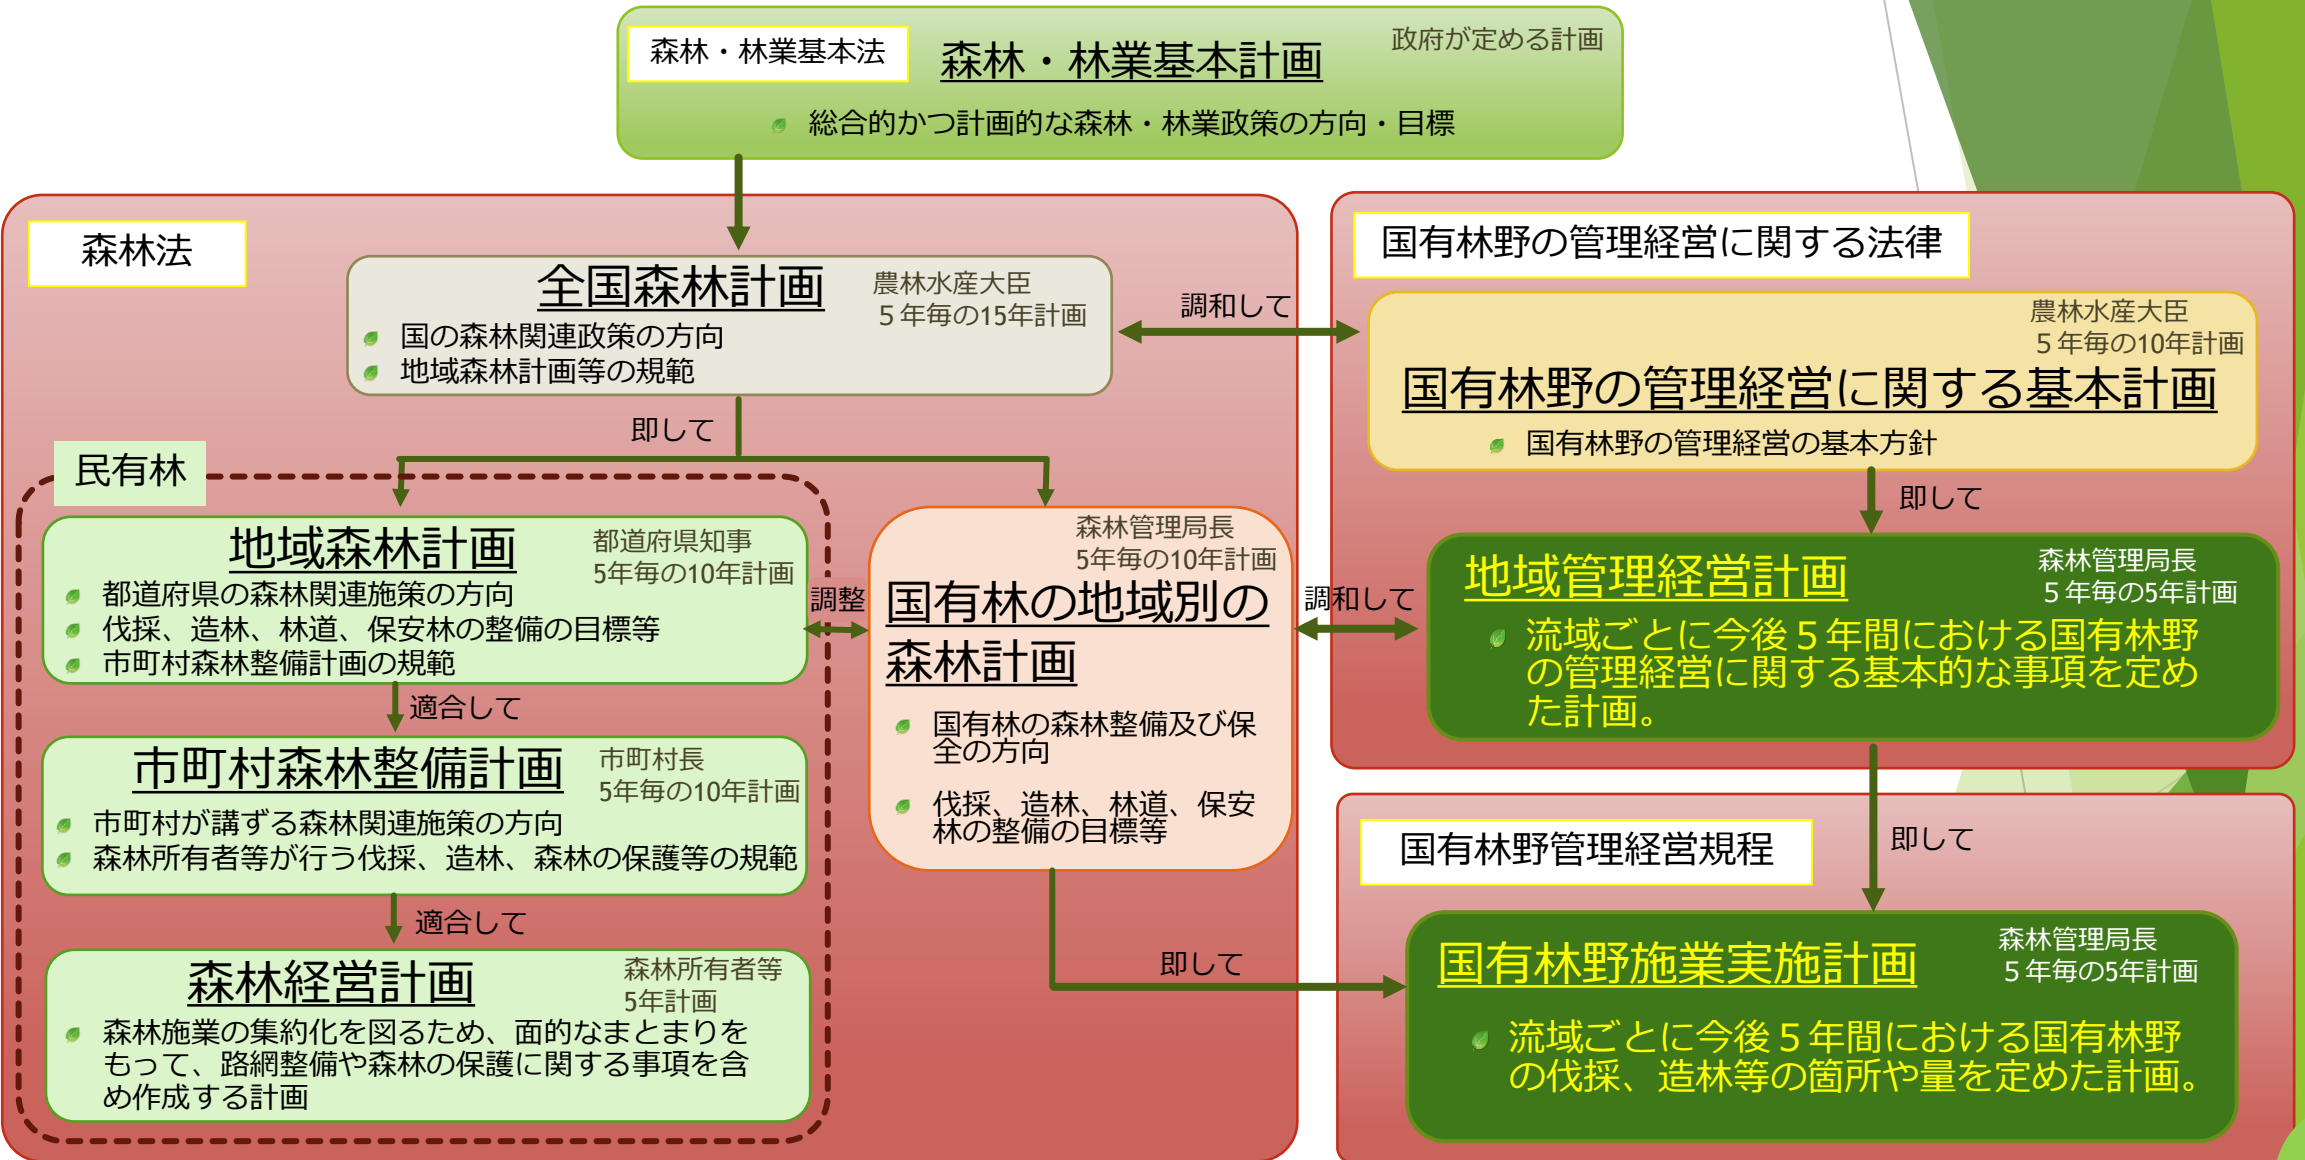 森林・林業基本法
森林・林業基本計画
政府が定める計画
総合的かつ計画的な森林・林業政策の方向・目標
森林法
全国森林計画
農林水産大臣
５年毎の15年計画
国の森林関連政策の方向
地域森林計画等の規範
調和して
国有林野の管理経営に関する法律
農林水産大臣
５年毎の10年計画
国有林野の管理経営に関する基本計画
国有林野の管理経営の基本方針
即して
即して
民有林
地域森林計画
都道府県知事
5年毎の10年計画
都道府県の森林関連施策の方向
伐採、造林、林道、保安林の整備の目標等
市町村森林整備計画の規範
調整
森林管理局長
5年毎の10年計画
国有林の地域別の
森林計画
国有林の森林整備及び保
全の方向
伐採、造林、林道、保安
林の整備の目標等
調和して
地域管理経営計画
森林管理局長
５年毎の5年計画
流域ごとに今後５年間における国有林野
の管理経営に関する基本的な事項を定め
た計画。
適合して
市町村森林整備計画
市町村長
5年毎の10年計画
市町村が講ずる森林関連施策の方向
森林所有者等が行う伐採、造林、森林の保護等の規範
適合して
森林経営計画
森林所有者等
5年計画
森林施業の集約化を図るため、面的なまとまりを
もって、路網整備や森林の保護に関する事項を含
め作成する計画
即して
国有林野管理経営規程
即して
国有林野施業実施計画
森林管理局長
５年毎の5年計画
流域ごとに今後５年間における国有林野
の伐採、造林等の箇所や量を定めた計画。